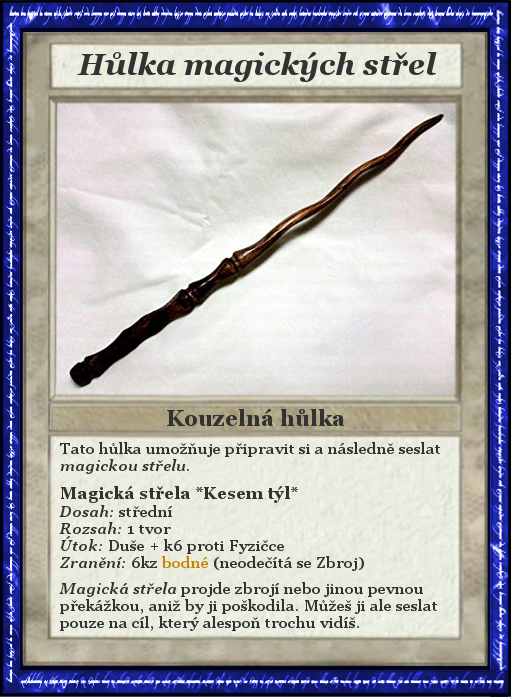 Hůlka magických střel
Kouzelná hůlka
Tato hůlka umožňuje připravit si a následně seslat
magickou střelu.
Magická střela *Kesem týl*
Dosah: střední
Rozsah: 1 tvor
Útok: Duše + k6 proti Fyzičce
Zranění: 6kz bodné (neodečítá se Zbroj)
Magická střela projde zbrojí nebo jinou pevnou
překážkou, aniž by ji poškodila. Můžeš ji ale seslat
pouze na cíl, který alespoň trochu vidíš.